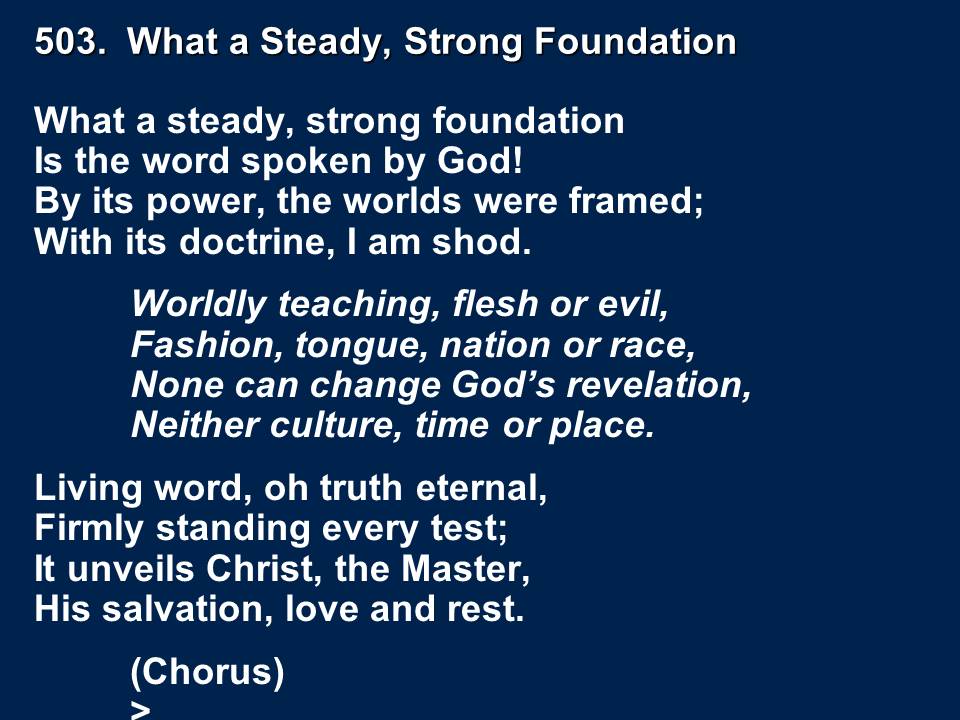 503.  What a Steady, Strong Foundation
What a steady, strong foundation
Is the word spoken by God!
By its power, the worlds were framed;
With its doctrine, I am shod.
Worldly teaching, flesh or evil,
Fashion, tongue, nation or race,
None can change God’s revelation,
Neither culture, time or place.
Living word, oh truth eternal,
Firmly standing every test;
It unveils Christ, the Master,
His salvation, love and rest.
(Chorus)
>